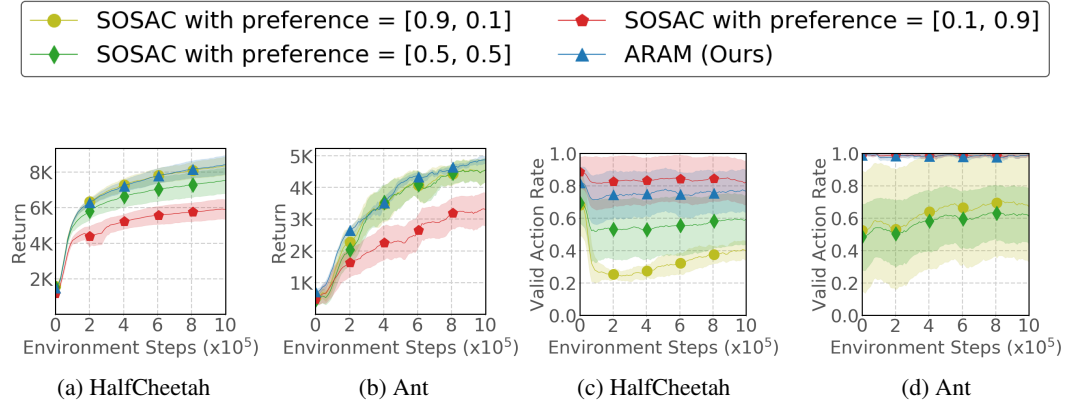 SOSAC with preference = [0.9, 0.1]
SOSAC with preference = [0.1, 0.9]
SOSAC with preference = [0.5, 0.5]
ARAM (Ours)
Return
8K
6K
4K
2K
0 2 4 6 8 10
Environment Steps (x10⁵)
(a) HalfCheetah
Return
5K
4K
3K
2K
1K
0 2 4 6 8 10
Environment Steps (x10⁵)
(b) Ant
Valid Action Rate
1.0
0.8
0.6
0.4
0.2
0.0
0 2 4 6 8 10
Environment Steps (x10⁵)
(c) HalfCheetah
Valid Action Rate
1.0
0.8
0.6
0.4
0.2
0.0
0 2 4 6 8 10
Environment Steps (x10⁵)
(d) Ant